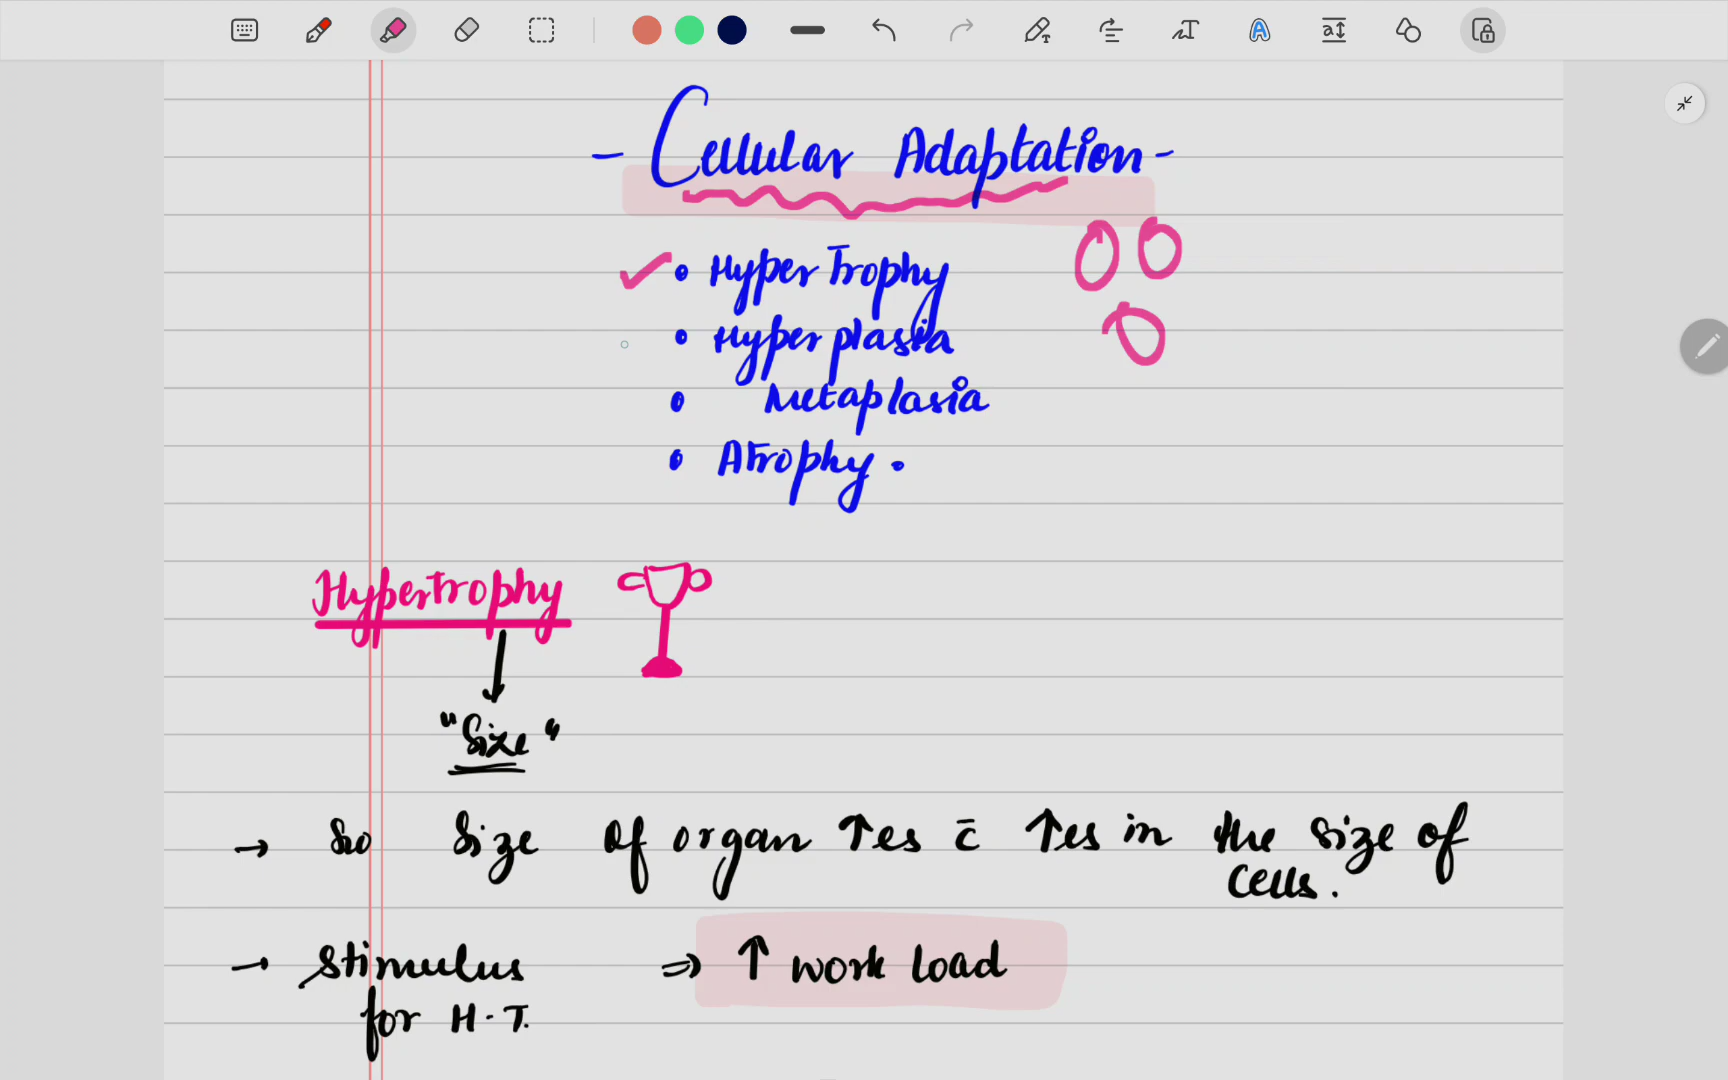 - Cellular Adaptation -
• Hyper Trophy
• Hyper plasia
• Metaplasia
• Atrophy.
Hypertrophy
"Size"
→ So Size of organ ↑es c̄ ↑es in the size of
Cells.
→ stimulus ⇒ ↑ work load
for H.T.